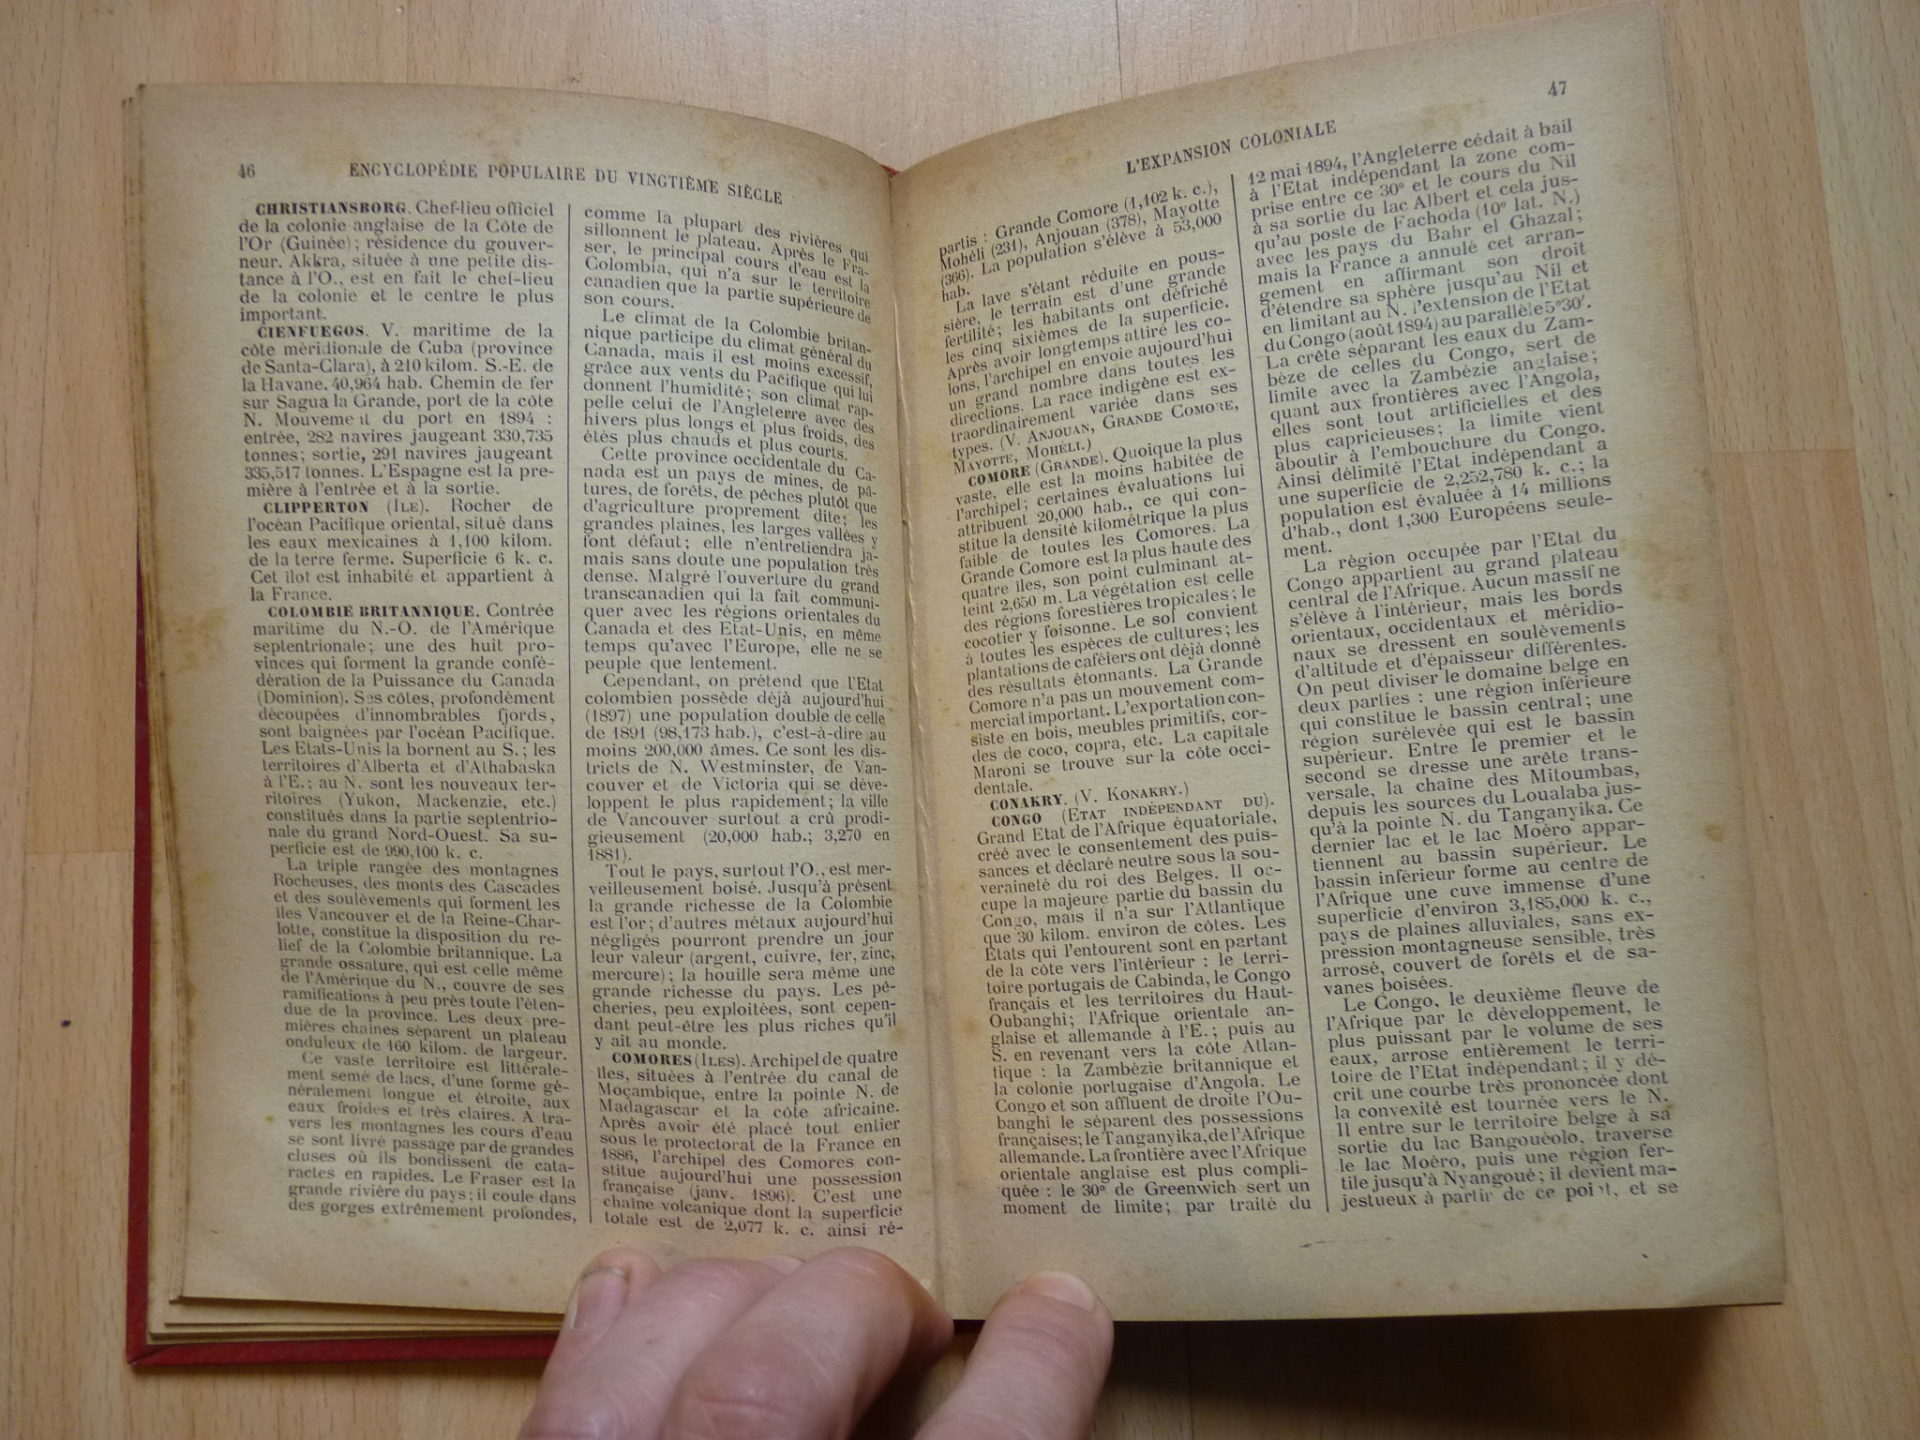 46
ENCYCLOPÉDIE POPULAIRE DU VINGTIÈME SIÈCLE
CHRISTIANSBORG. Chef-lieu officiel
de la colonie anglaise de la Côte de
l'Or (Guinée); résidence du gouver-
neur. Akkra, située à une petite dis-
tance à l'O., est en fait le chef-lieu
de la colonie et le centre le plus
important.
CIENFUEGOS. V. maritime de la
côte méridionale de Cuba (province
de Santa-Clara), à 210 kilom. S.-E. de
la Havane. 40,964 hab. Chemin de fer
sur Sagua la Grande, port de la côte
N. Mouvement du port en 1894 :
entrée, 282 navires jaugeant 330,735
tonnes; sortie, 291 navires jaugeant
335,517 tonnes. L'Espagne est la pre-
mière à l'entrée et à la sortie.
CLIPPERTON (ILE). Rocher de
l'océan Pacifique oriental, situé dans
les eaux mexicaines à 1,100 kilom.
de la terre ferme. Superficie 6 k. c.
Cet ilot est inhabité et appartient à
la France.
COLOMBIE BRITANNIQUE. Contrée
maritime du N.-O. de l'Amérique
septentrionale; une des huit pro-
vinces qui forment la grande confé-
dération de la Puissance du Canada
(Dominion). Ses côtes, profondément
découpées d'innombrables fjords,
sont baignées par l'océan Pacifique.
Les Etats-Unis la bornent au S.; les
territoires d'Alberta et d'Athabaska
à l'E.; au N. sont les nouveaux ter-
ritoires (Yukon, Mackenzie, etc.)
constitués dans la partie septentrio-
nale du grand Nord-Ouest. Sa su-
perficie est de 990,100 k. c.
La triple rangée des montagnes
Rocheuses, des monts des Cascades
et des soulèvements qui forment les
îles Vancouver et de la Reine-Char-
lotte, constitue la disposition du re-
lief de la Colombie britannique. La
grande ossature, qui est celle même
de l'Amérique du N., couvre de ses
ramifications à peu près toute l'éten-
due de la province. Les deux pre-
mières chaînes séparent un plateau
onduleux de 160 kilom. de largeur.
Ce vaste territoire est littérale-
ment semé de lacs, d'une forme gé-
néralement longue et étroite, aux
eaux froides et très claires. A tra-
vers les montagnes les cours d'eau
se sont livré passage par de grandes
cluses où ils bondissent de cata-
ractes en rapides. Le Fraser est la
grande rivière du pays; il coule dans
des gorges extrêmement profondes,
comme la plupart des rivières qui
sillonnent le plateau. Après le Fra-
ser, le principal cours d'eau est la
Colombia, qui n'a sur le territoire
canadien que la partie supérieure de
son cours.
Le climat de la Colombie britan-
nique participe du climat général du
Canada, mais il est moins excessif,
grâce aux vents du Pacifique qui lui
donnent l'humidité; son climat rap-
pelle celui de l'Angleterre avec des
hivers plus longs et plus froids, des
étés plus chauds et plus courts.
Cette province occidentale du Ca-
nada est un pays de mines, de pâ-
tures, de forêts, de pêches plutôt que
d'agriculture proprement dite; les
grandes plaines, les larges vallées y
font défaut; elle n'entretiendra ja-
mais sans doute une population très
dense. Malgré l'ouverture du grand
transcanadien qui la fait communi-
quer avec les régions orientales du
Canada et des Etat-Unis, en même
temps qu'avec l'Europe, elle ne se
peuple que lentement.
Cependant, on prétend que l'Etat
colombien possède déjà aujourd'hui
(1897) une population double de celle
de 1891 (98,173 hab.), c'est-à-dire au
moins 200,000 âmes. Ce sont les dis-
tricts de N. Westminster, de Van-
couver et de Victoria qui se déve-
loppent le plus rapidement; la ville
de Vancouver surtout a crû prodi-
gieusement (20,000 hab.; 3,270 en
1881).
Tout le pays, surtout l'O., est mer-
veilleusement boisé. Jusqu'à présent
la grande richesse de la Colombie
est l'or; d'autres métaux aujourd'hui
négligés pourront prendre un jour
leur valeur (argent, cuivre, fer, zinc,
mercure); la houille sera même une
grande richesse du pays. Les pê-
cheries, peu exploitées, sont cepen-
dant peut-être les plus riches qu'il
y ait au monde.
COMORES (ILES). Archipel de quatre
îles, situées à l'entrée du canal de
Moçambique, entre la pointe N. de
Madagascar et la côte africaine.
Après avoir été placé tout entier
sous le protectorat de la France en
1886, l'archipel des Comores con-
stitue aujourd'hui une possession
française (janv. 1896). C'est une
chaîne volcanique dont la superficie
totale est de 2,077 k. c. ainsi ré-
47
L'EXPANSION COLONIALE
partis : Grande Comore (1,102 k. c.),
Mohéli (231), Anjouan (378), Mayotte
(366). La population s'élève à 53,000
hab.
La lave s'étant réduite en pous-
sière, le terrain est d'une grande
fertilité; les habitants ont défriché
les cinq sixièmes de la superficie.
Après avoir longtemps attiré les co-
lons, l'archipel en envoie aujourd'hui
un grand nombre dans toutes les
directions. La race indigène est ex-
traordinairement variée dans ses
types. (V. ANJOUAN, GRANDE COMORE,
MAYOTTE, MOHÉLI.)
COMORE (GRANDE). Quoique la plus
vaste, elle est la moins habitée de
l'archipel; certaines évaluations lui
attribuent 20,000 hab., ce qui con-
stitue la densité kilométrique la plus
faible de toutes les Comores. La
Grande Comore est la plus haute des
quatre îles, son point culminant at-
teint 2,650 m. La végétation est celle
des régions forestières tropicales; le
cocotier y foisonne. Le sol convient
à toutes les espèces de cultures; les
plantations de caféiers ont déjà donné
des résultats étonnants. La Grande
Comore n'a pas un mouvement com-
mercial important. L'exportation con-
siste en bois, meubles primitifs, cor-
des de coco, copra, etc. La capitale
Maroni se trouve sur la côte occi-
dentale.
CONAKRY. (V. KONAKRY.)
CONGO (ETAT INDÉPENDANT DU).
Grand Etat de l'Afrique équatoriale,
créé avec le consentement des puis-
sances et déclaré neutre sous la sou-
veraineté du roi des Belges. Il oc-
cupe la majeure partie du bassin du
Congo, mais il n'a sur l'Atlantique
que 30 kilom. environ de côtes. Les
Etats qui l'entourent sont en partant
de la côte vers l'intérieur : le terri-
toire portugais de Cabinda, le Congo
français et les territoires du Haut-
Oubanghi; l'Afrique orientale an-
glaise et allemande à l'E.; puis au
S. en revenant vers la côte Atlan-
tique : la Zambézie britannique et
la colonie portugaise d'Angola. Le
Congo et son affluent de droite l'Ou-
banghi le séparent des possessions
françaises; le Tanganyika, de l'Afrique
allemande. La frontière avec l'Afrique
orientale anglaise est plus compli-
quée : le 30e de Greenwich sert un
moment de limite; par traité du
12 mai 1894, l'Angleterre cédait à bail
à l'Etat indépendant la zone com-
prise entre ce 30e et le cours du Nil
à sa sortie du lac Albert et cela jus-
qu'au poste de Fachoda (10e lat. N.)
avec les pays du Bahr el Ghazal;
mais la France a annulé cet arran-
gement en affirmant son droit
d'étendre sa sphère jusqu'au Nil et
en limitant au N. l'extension de l'Etat
du Congo (août 1894) au parallèle 5°30'.
La crête séparant les eaux du Zam-
bèze de celles du Congo, sert de
limite avec la Zambézie anglaise;
quant aux frontières avec l'Angola,
elles sont tout artificielles et des
plus capricieuses; la limite vient
aboutir à l'embouchure du Congo.
Ainsi délimité l'Etat indépendant a
une superficie de 2,252,780 k. c.; la
population est évaluée à 14 millions
d'hab., dont 1,300 Européens seule-
ment.
La région occupée par l'Etat du
Congo appartient au grand plateau
central de l'Afrique. Aucun massif ne
s'élève à l'intérieur, mais les bords
orientaux, occidentaux et méridio-
naux se dressent en soulèvements
d'altitude et d'épaisseur différentes.
On peut diviser le domaine belge en
deux parties : une région inférieure
qui constitue le bassin central; une
région surélevée qui est le bassin
supérieur. Entre le premier et le
second se dresse une arête trans-
versale, la chaîne des Mitoumbas,
depuis les sources du Loualaba jus-
qu'à la pointe N. du Tanganyika. Ce
dernier lac et le lac Moéro appar-
tiennent au bassin supérieur. Le
bassin inférieur forme au centre de
l'Afrique une cuve immense d'une
superficie d'environ 3,185,000 k. c.,
pays de plaines alluviales, sans ex-
pression montagneuse sensible, très
arrosé, couvert de forêts et de sa-
vanes boisées.
Le Congo, le deuxième fleuve de
l'Afrique par le développement, le
plus puissant par le volume de ses
eaux, arrose entièrement le terri-
toire de l'Etat indépendant; il y dé-
crit une courbe très prononcée dont
la convexité est tournée vers le N.
Il entre sur le territoire belge à sa
sortie du lac Bangouéolo, traverse
le lac Moéro, puis une région fer-
tile jusqu'à Nyangoué; il devient ma-
jestueux à partir de ce point, et se